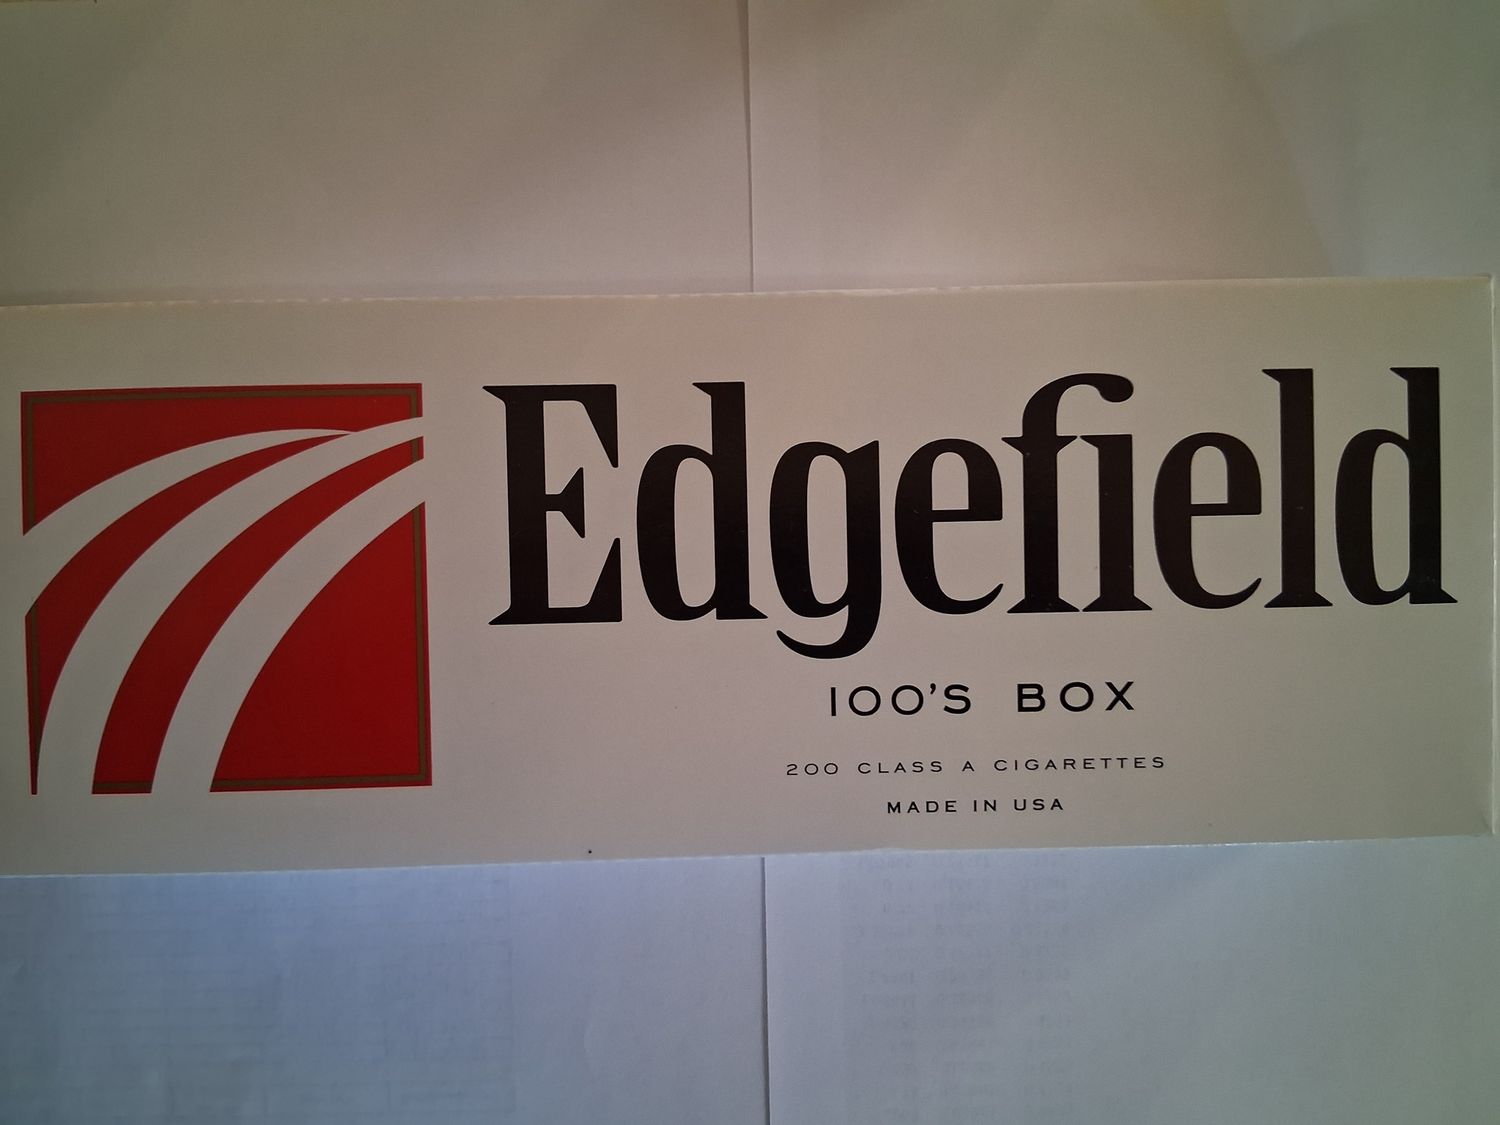 Edgefield
100'S BOX
200 CLASS A CIGARETTES
MADE IN USA